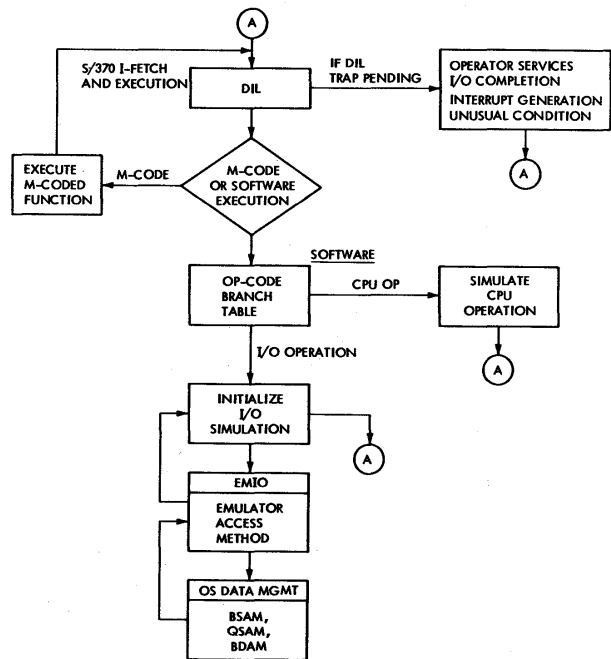 A
S/370 I-FETCH
AND EXECUTION
DIL
IF DIL
TRAP PENDING
OPERATOR SERVICES
I/O COMPLETION
INTERRUPT GENERATION
UNUSUAL CONDITION
A
EXECUTE
M-CODED
FUNCTION
M-CODE
M-CODE
OR SOFTWARE
EXECUTION
SOFTWARE
OP-CODE
BRANCH
TABLE
CPU OP
SIMULATE
CPU
OPERATION
A
I/O OPERATION
INITIALIZE
I/O
SIMULATION
A
EMIO
EMULATOR
ACCESS
METHOD
OS DATA MGMT
BSAM,
QSAM,
BDAM